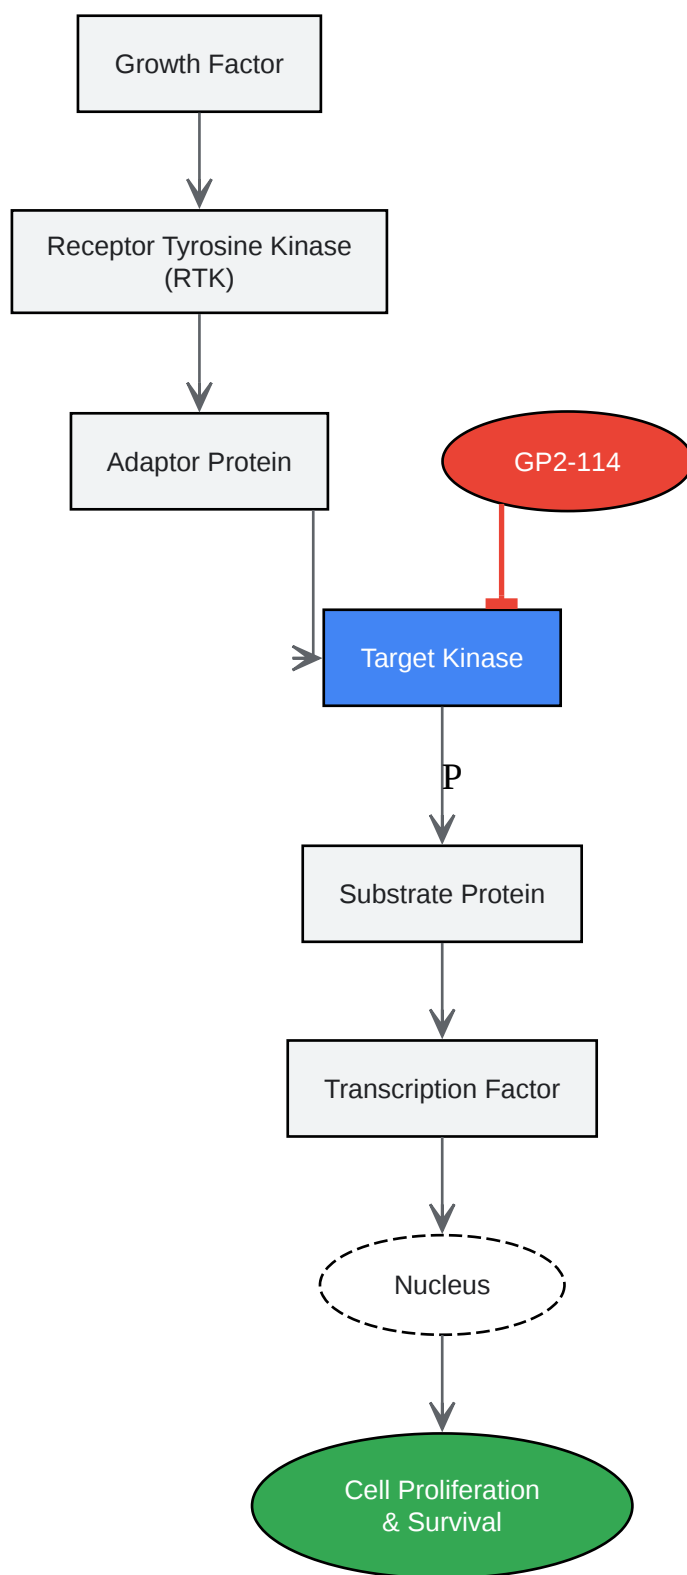 Growth Factor
Receptor Tyrosine Kinase
(RTK)
Adaptor Protein
GP2-114
Target Kinase
P
Substrate Protein
Transcription Factor
Nucleus
Cell Proliferation
& Survival